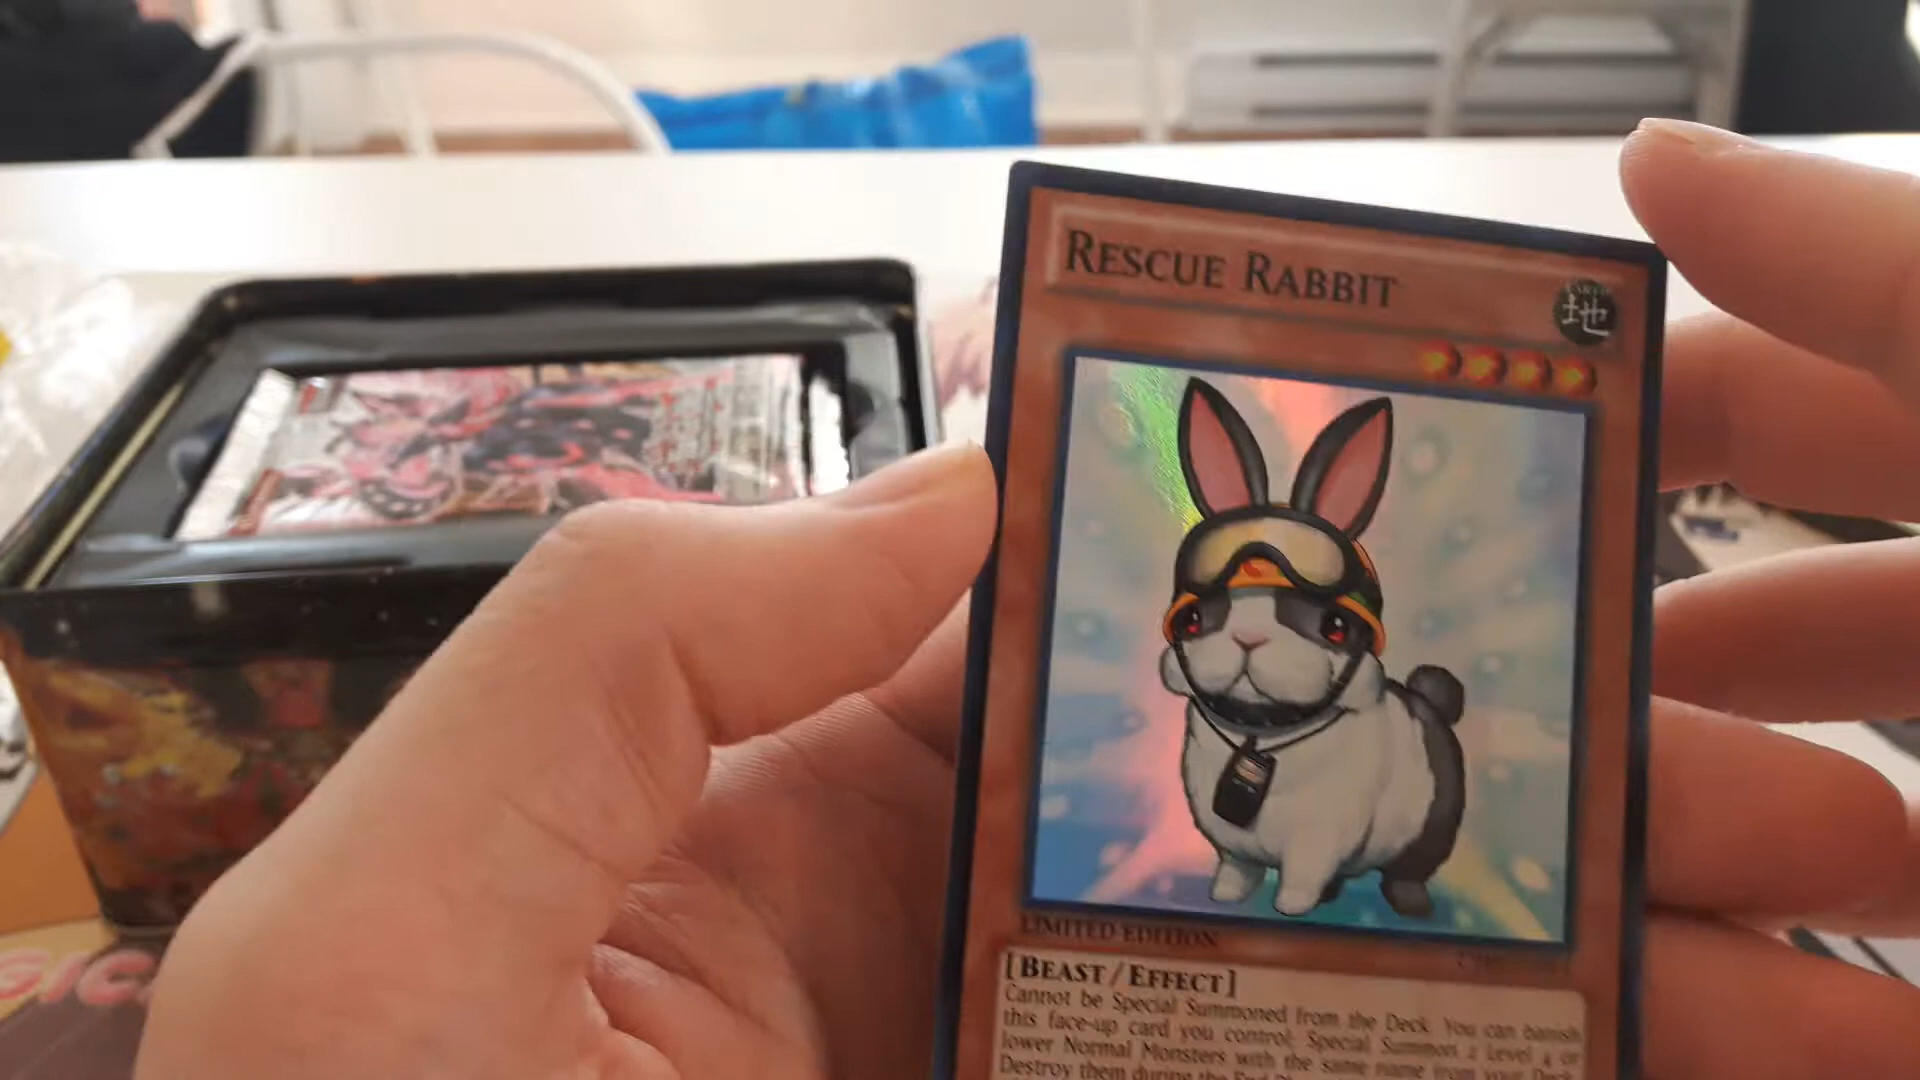 RESCUE RABBIT
地
LIMITED EDITION
[BEAST/EFFECT]
Cannot be Special Summoned from the Deck. You can banish
this face-up card you control; Special Summon 2 Level 4 or
lower Normal Monsters with the same name from your Deck.
Destroy them during the End
GIC